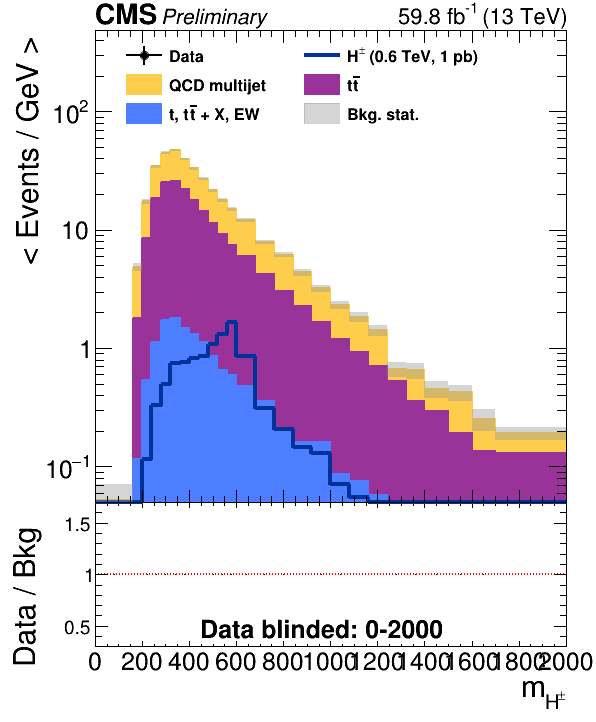 CMS Preliminary 59.8 fb⁻¹ (13 TeV)
< Events / GeV >
Data
H± (0.6 TeV, 1 pb)
QCD multijet
tt̄
t, tt̄ + X, EW
Bkg. stat.
10²
10
1
10⁻¹
Data / Bkg
1.5
1
0.5
Data blinded: 0-2000
0 200 400 600 800 1000 1200 1400 1600 1800 2000
m_H±